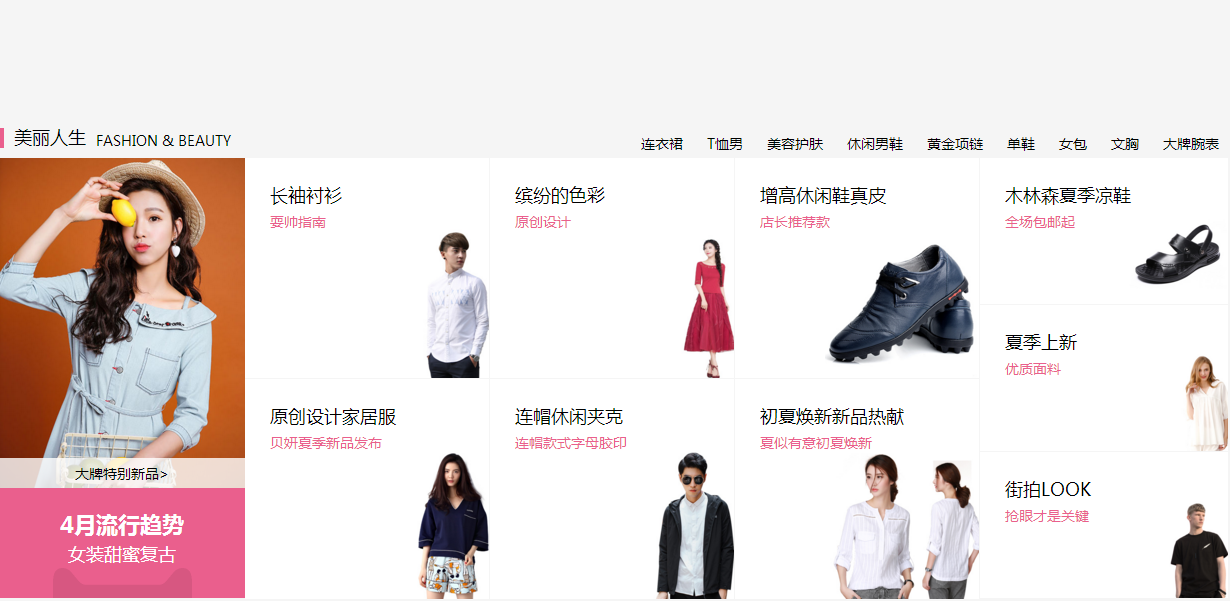 美丽人生 FASHION & BEAUTY
连衣裙 T恤男 美容护肤 休闲男鞋 黄金项链 单鞋 女包 文胸 大牌腕表
大牌特别新品>
4月流行趋势
女装甜蜜复古
长袖衬衫
耍帅指南
缤纷的色彩
原创设计
增高休闲鞋真皮
店长推荐款
木林森夏季凉鞋
全场包邮起
夏季上新
优质面料
原创设计家居服
贝妍夏季新品发布
连帽休闲夹克
连帽款式字母胶印
初夏焕新新品热献
夏似有意初夏焕新
街拍LOOK
抢眼才是关键